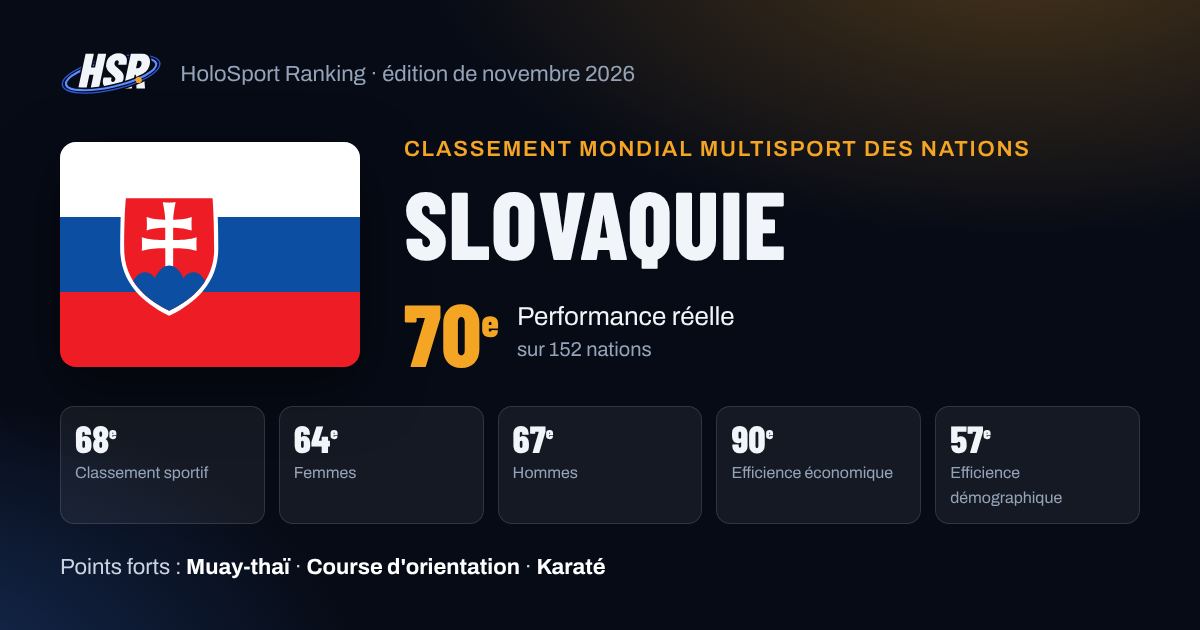 HSR HoloSport Ranking · édition de novembre 2026
CLASSEMENT MONDIAL MULTISPORT DES NATIONS
SLOVAQUIE
70e Performance réelle
sur 152 nations
68e
Classement sportif
64e
Femmes
67e
Hommes
90e
Efficience économique
57e
Efficience
démographique
Points forts : Muay-thaï · Course d'orientation · Karaté